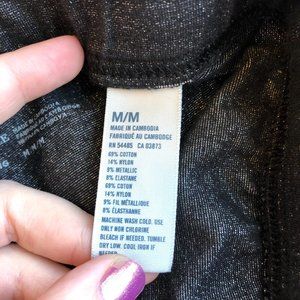 M/M
MADE IN CAMBODIA
FABRIQUÉ AU CAMBODGE
RN 54485 CA 03873
69% COTTON
14% NYLON
9% METALLIC
8% ELASTANE
69% COTON
14% NYLON
9% FIL MÉTALLIQUE
8% ÉLASTHANNE
MACHINE WASH COLD. USE
ONLY NON CHLORINE
BLEACH IF NEEDED. TUMBLE
DRY LOW. COOL IRON IF
NEEDED
M/M